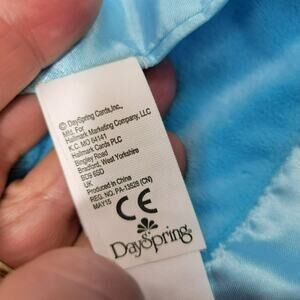 © DaySpring Cards, Inc.,
Mfd. For
Hallmark Marketing Company, LLC
K.C. MO 64141
Hallmark Cards PLC
Bingley Road
Bradford, West Yorkshire
BD9 6SD
UK
Produced in China
REG. NO. PA-13528 (CN)
MAY15
CE
DaySpring